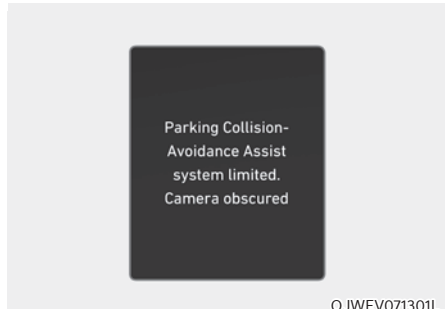 Parking Collision-
Avoidance Assist
system limited.
Camera obscured
OJWEV071301L